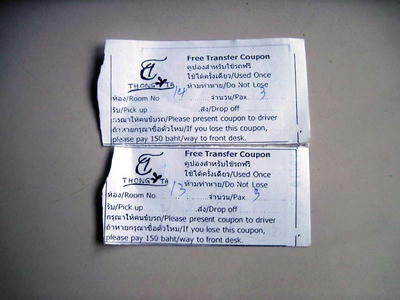 Free Transfer Coupon
คูปองสำหรับใช้รถฟรี
ใช้ได้ครั้งเดียว/Used Once
THONG TA
ห้ามทำหาย/Do Not Lose
ห้อง/Room No 14 จำนวน/Pax 3
รับ/Pick up ส่ง/Drop off
กรุณาให้คนขับรถ/Please present coupon to driver
ถ้าหายกรุณาซื้อตั๋วใหม่/If you lose this coupon,
please pay 150 baht/way to front desk.
Free Transfer Coupon
คูปองสำหรับใช้รถฟรี
ใช้ได้ครั้งเดียว/Used Once
THONG TA
ห้ามทำหาย/Do Not Lose
ห้อง/Room No 13 จำนวน/Pax 3
รับ/Pick up ส่ง/Drop off
กรุณาให้คนขับรถ/Please present coupon to driver
ถ้าหายกรุณาซื้อตั๋วใหม่/If you lose this coupon,
please pay 150 baht/way to front desk.